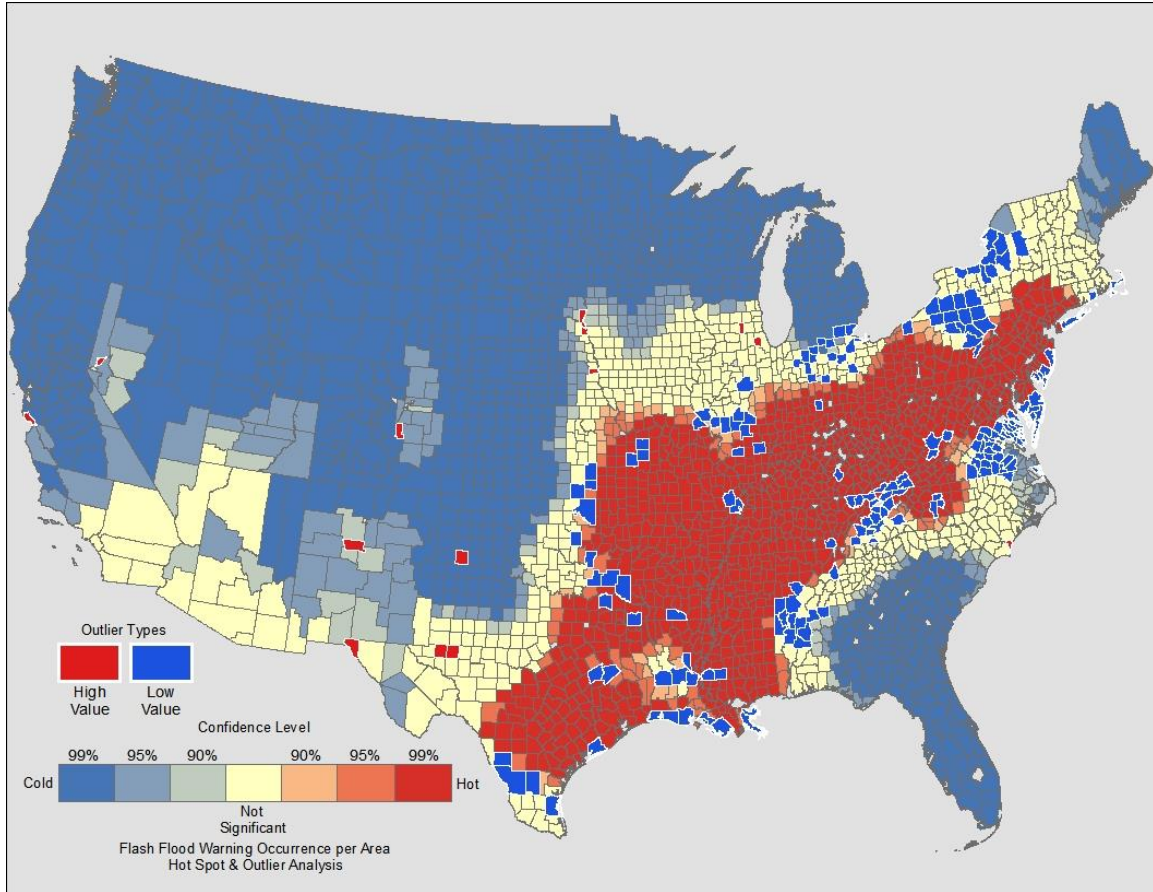 Outlier Types
High Low
Value Value
Confidence Level
99% 95% 90% 90% 95% 99%
Cold Hot
Not
Significant
Flash Flood Warning Occurrence per Area
Hot Spot & Outlier Analysis